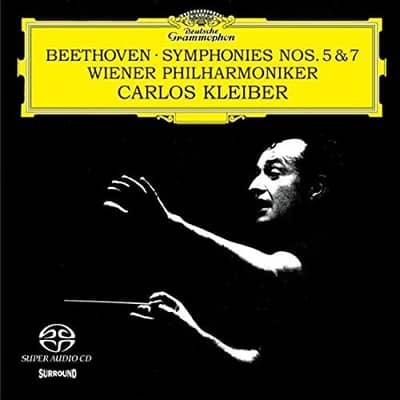 Deutsche
Grammophon
BEETHOVEN · SYMPHONIES NOS. 5 & 7
WIENER PHILHARMONIKER
CARLOS KLEIBER
SUPER AUDIO CD
SURROUND